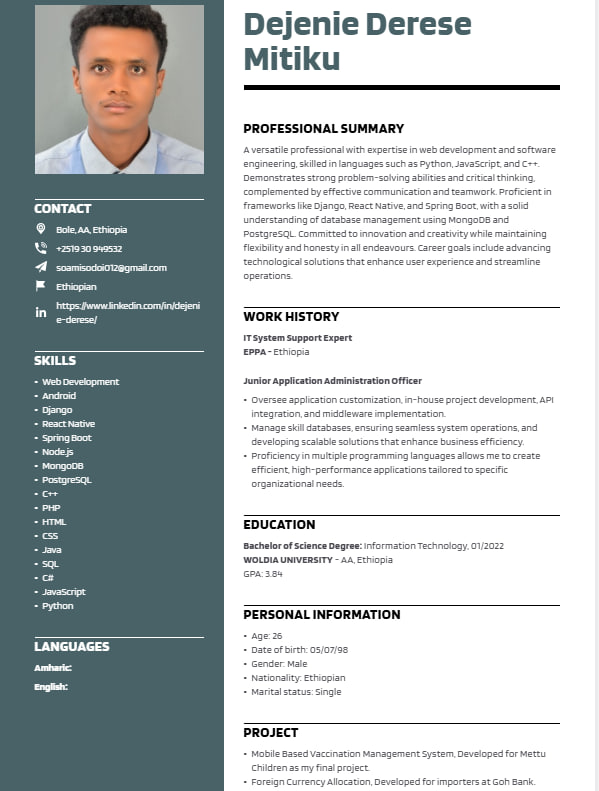 Dejenie Derese
Mitiku
CONTACT
Bole, AA, Ethiopia
+2519 30 949532
soamisodoi012@gmail.com
Ethiopian
https://www.linkedin.com/in/dejeni
e-derese/
SKILLS
• Web Development
• Android
• Django
• React Native
• Spring Boot
• Node.js
• MongoDB
• PostgreSQL
• C++
• PHP
• HTML
• CSS
• Java
• SQL
• C#
• JavaScript
• Python
LANGUAGES
Amharic:
English:
PROFESSIONAL SUMMARY
A versatile professional with expertise in web development and software
engineering, skilled in languages such as Python, JavaScript, and C++.
Demonstrates strong problem-solving abilities and critical thinking,
complemented by effective communication and teamwork. Proficient in
frameworks like Django, React Native, and Spring Boot, with a solid
understanding of database management using MongoDB and
PostgreSQL. Committed to innovation and creativity while maintaining
flexibility and honesty in all endeavours. Career goals include advancing
technological solutions that enhance user experience and streamline
operations.
WORK HISTORY
IT System Support Expert
EPPA - Ethiopia
Junior Application Administration Officer
• Oversee application customization, in-house project development, API
integration, and middleware implementation.
• Manage skill databases, ensuring seamless system operations, and
developing scalable solutions that enhance business efficiency.
• Proficiency in multiple programming languages allows me to create
efficient, high-performance applications tailored to specific
organizational needs.
EDUCATION
Bachelor of Science Degree: Information Technology, 01/2022
WOLDIA UNIVERSITY - AA, Ethiopia
GPA: 3.84
PERSONAL INFORMATION
• Age: 26
• Date of birth: 05/07/98
• Gender: Male
• Nationality: Ethiopian
• Marital status: Single
PROJECT
• Mobile Based Vaccination Management System, Developed for Mettu
Children as my final project.
• Foreign Currency Allocation, Developed for importers at Goh Bank.